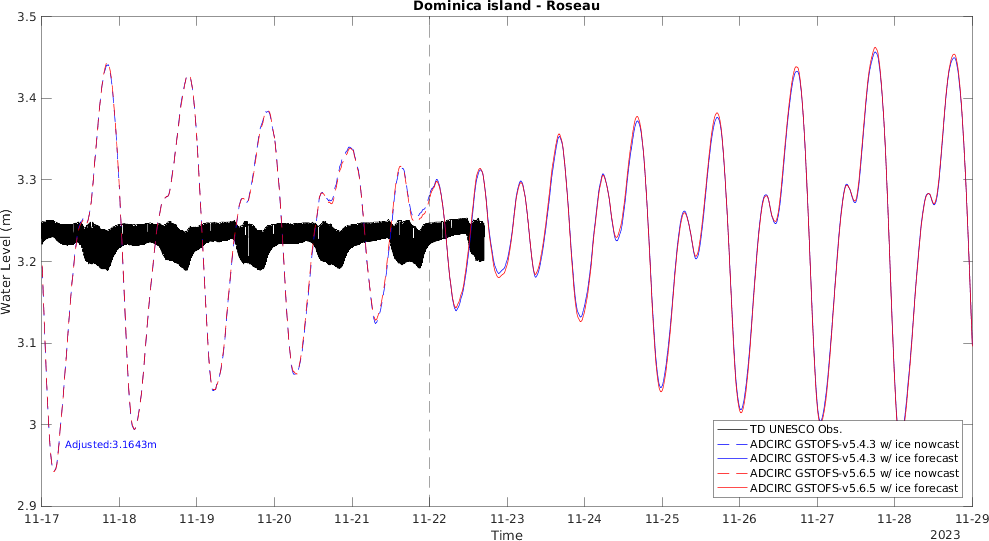 Dominica island - Roseau
3.5
3.4
3.3
3.2
3.1
3
2.9
Water Level (m)
Adjusted:3.1643m
TD UNESCO Obs.
ADCIRC GSTOFS-v5.4.3 w/ ice nowcast
ADCIRC GSTOFS-v5.4.3 w/ ice forecast
ADCIRC GSTOFS-v5.6.5 w/ ice nowcast
ADCIRC GSTOFS-v5.6.5 w/ ice forecast
11-17 11-18 11-19 11-20 11-21 11-22 11-23 11-24 11-25 11-26 11-27 11-28 11-29
Time
2023